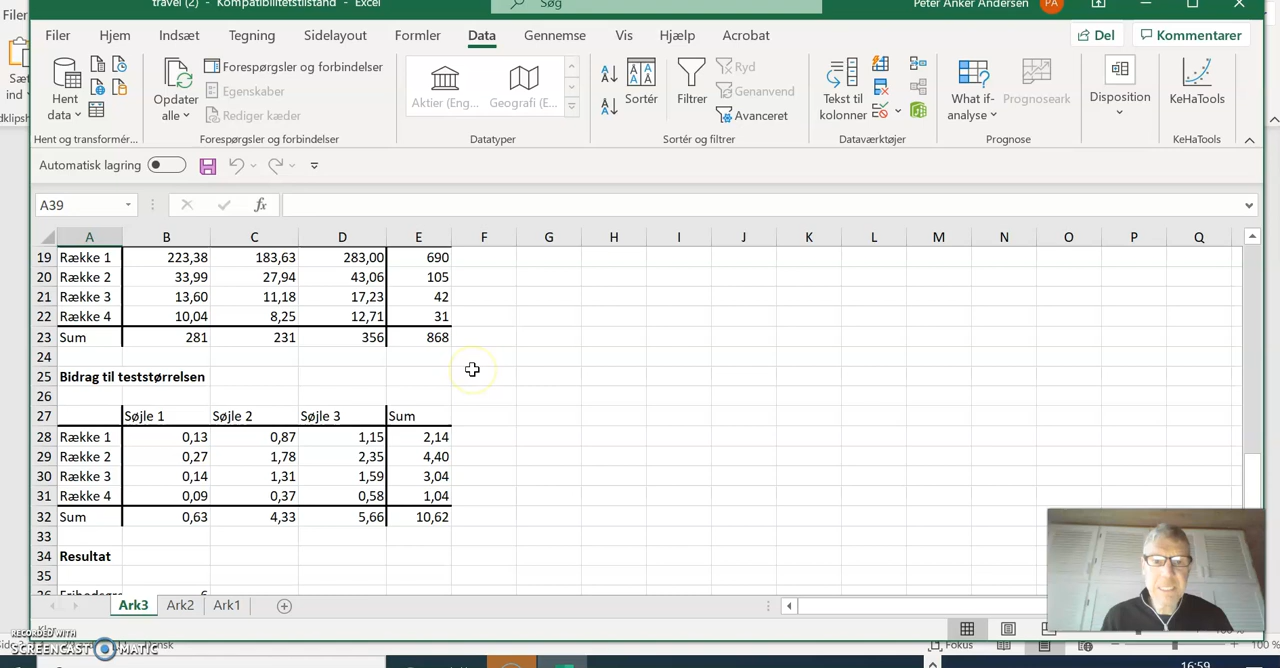 travel (2) - Kompatibilitetstilstand - Excel
Søg
Peter Anker Andersen
PA
Filer
Filer Hjem Indsæt Tegning Sidelayout Formler Data Gennemse Vis Hjælp Acrobat
Del
Kommentarer
Sæt
ind
Hent
data
Hent og transformér...
Opdater
alle
Forespørgsler og forbindelser
Egenskaber
Rediger kæder
Forespørgsler og forbindelser
Aktier (Eng...
Geografi (E...
Datatyper
Sortér
Filtrer
Ryd
Genanvend
Avanceret
Sortér og filtrer
Tekst til
kolonner
Dataværktøjer
What if-
analyse
Prognoseark
Prognose
Disposition
KeHaTools
KeHaTools
Automatisk lagring
A39
fx
A B C D E F G H I J K L M N O P Q
19 Række 1 223,38 183,63 283,00 690
20 Række 2 33,99 27,94 43,06 105
21 Række 3 13,60 11,18 17,23 42
22 Række 4 10,04 8,25 12,71 31
23 Sum 281 231 356 868
24
25 Bidrag til teststørrelsen
26
27 Søjle 1 Søjle 2 Søjle 3 Sum
28 Række 1 0,13 0,87 1,15 2,14
29 Række 2 0,27 1,78 2,35 4,40
30 Række 3 0,14 1,31 1,59 3,04
31 Række 4 0,09 0,37 0,58 1,04
32 Sum 0,63 4,33 5,66 10,62
33
34 Resultat
35
Ark3 Ark2 Ark1
RECORDED WITH
SCREENCAST MATIC
Dansk
Fokus
100 %
16:59